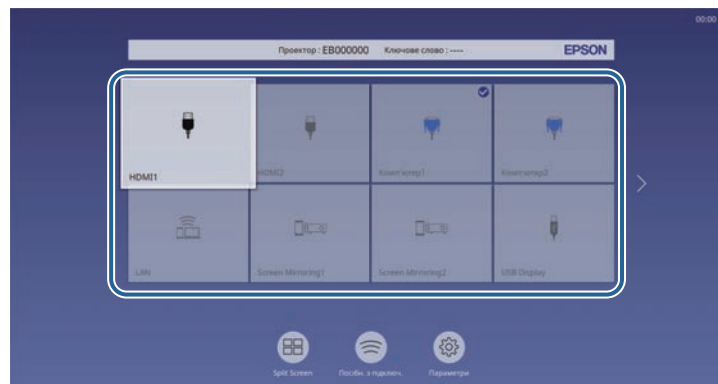 00:00
Проектор : EB000000 Ключове слово : ---- EPSON
HDMI1 HDMI2 Комп'ютер1 Комп'ютер2
LAN Screen Mirroring1 Screen Mirroring2 USB Display
Split Screen Посібн. з підключ. Параметри